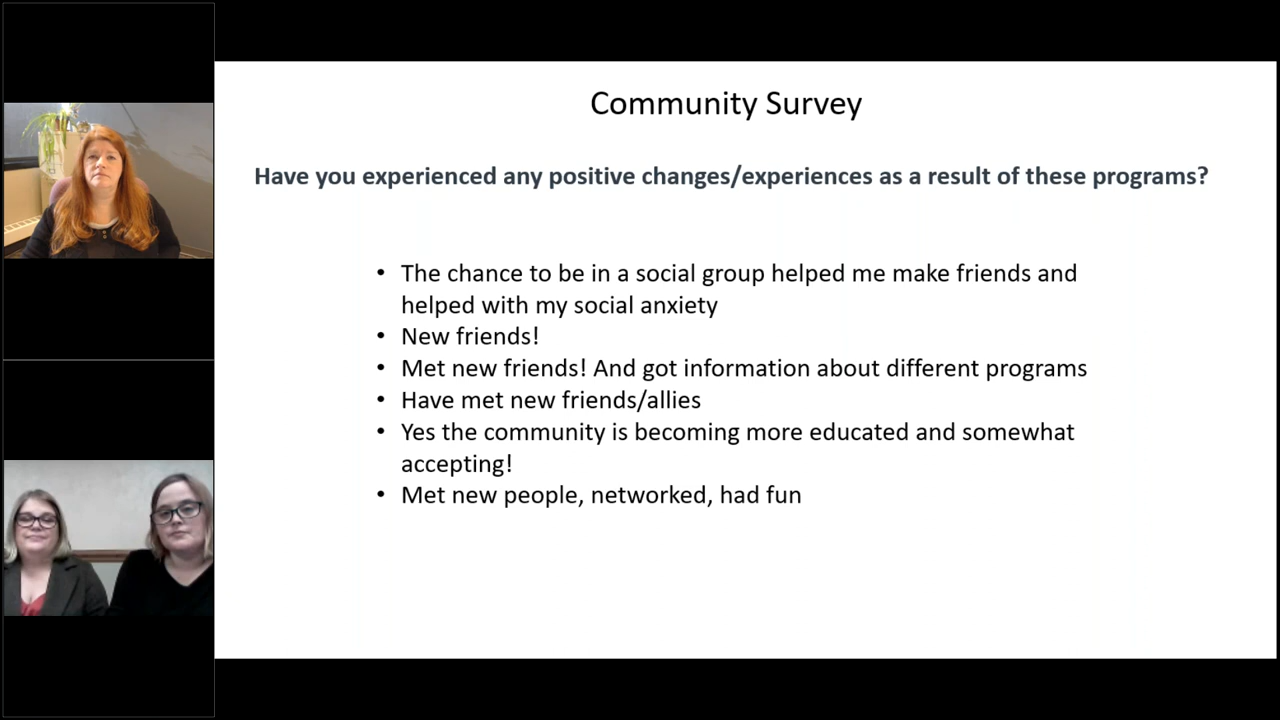 Community Survey
Have you experienced any positive changes/experiences as a result of these programs?
• The chance to be in a social group helped me make friends and
helped with my social anxiety
• New friends!
• Met new friends! And got information about different programs
• Have met new friends/allies
• Yes the community is becoming more educated and somewhat
accepting!
• Met new people, networked, had fun